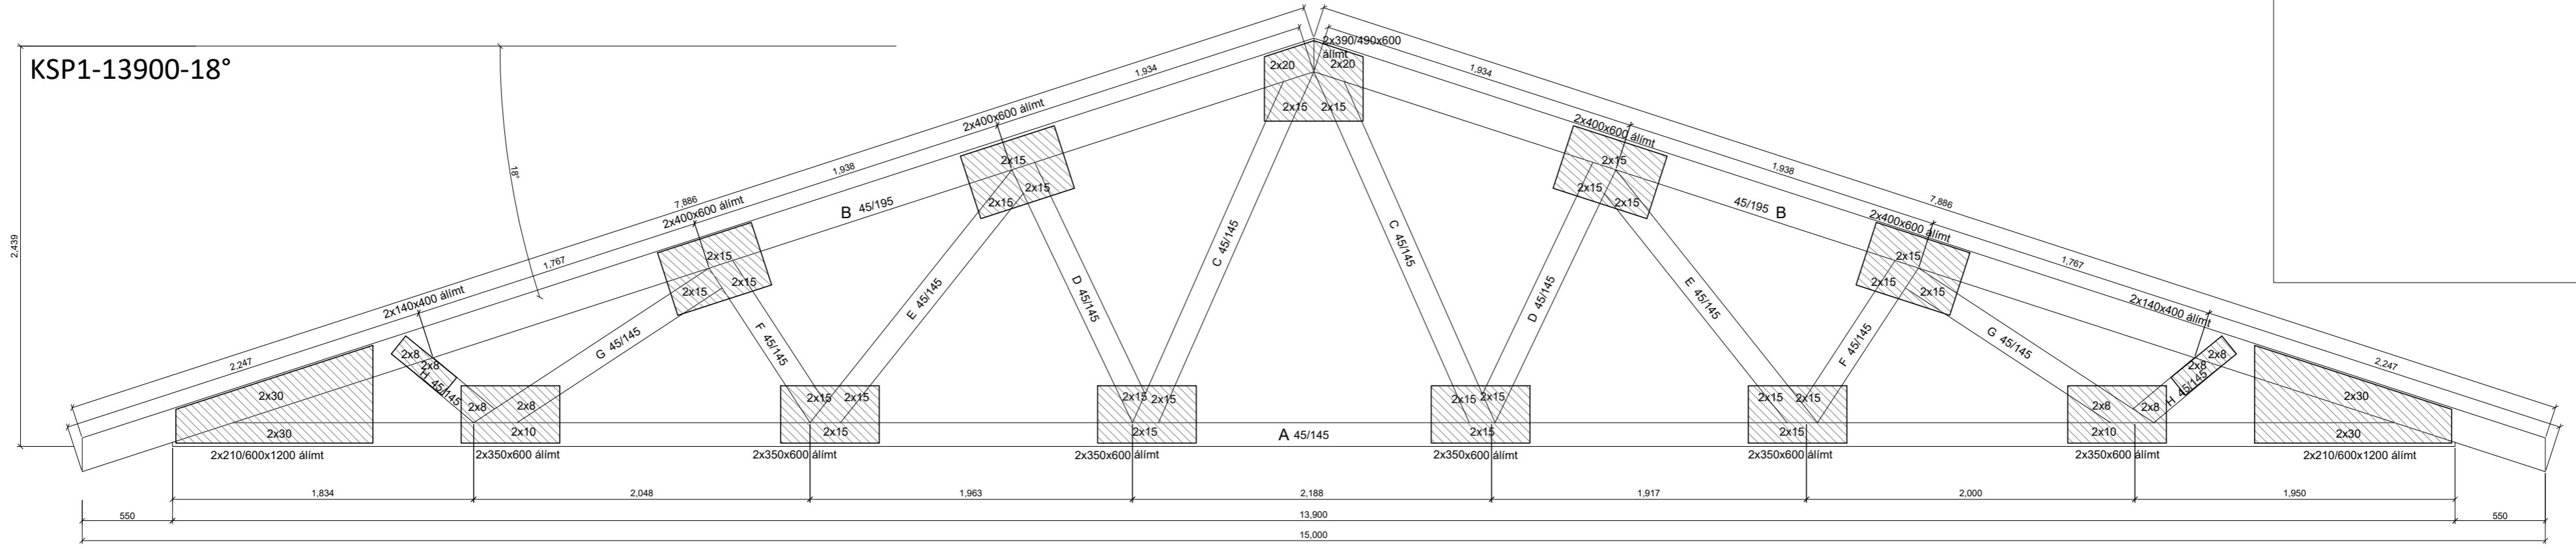 KSP1-13900-18°
2x390/490x600
álímt
2x20
2x20
2x15
2x15
1,934
1,934
2x400x600 álímt
2x400x600 álímt
2x15
2x15
2x15
2x15
2x15
2x15
1,938
1,938
18°
7,886
7,886
2x400x600 álímt
2x400x600 álímt
B 45/195
45/195 B
2,439
2x15
2x15
2x15
2x15
2x15
2x15
1,767
1,767
C 45/145
C 45/145
D 45/145
D 45/145
E 45/145
E 45/145
F 45/145
F 45/145
G 45/145
G 45/145
2x140x400 álímt
2x140x400 álímt
2x8
2x8
H 45/145
2x8
2x8
H 45/145
2,247
2,247
2x30
2x30
2x8
2x8
2x10
2x15
2x15
2x15
2x15
2x15
2x15
2x15
2x15
2x15
2x15
2x15
2x15
2x8
2x8
2x10
2x30
2x30
A 45/145
2x210/600x1200 álímt
2x350x600 álímt
2x350x600 álímt
2x350x600 álímt
2x350x600 álímt
2x350x600 álímt
2x350x600 álímt
2x210/600x1200 álímt
1,834
2,048
1,963
2,188
1,917
2,000
1,950
550
13,900
550
15,000